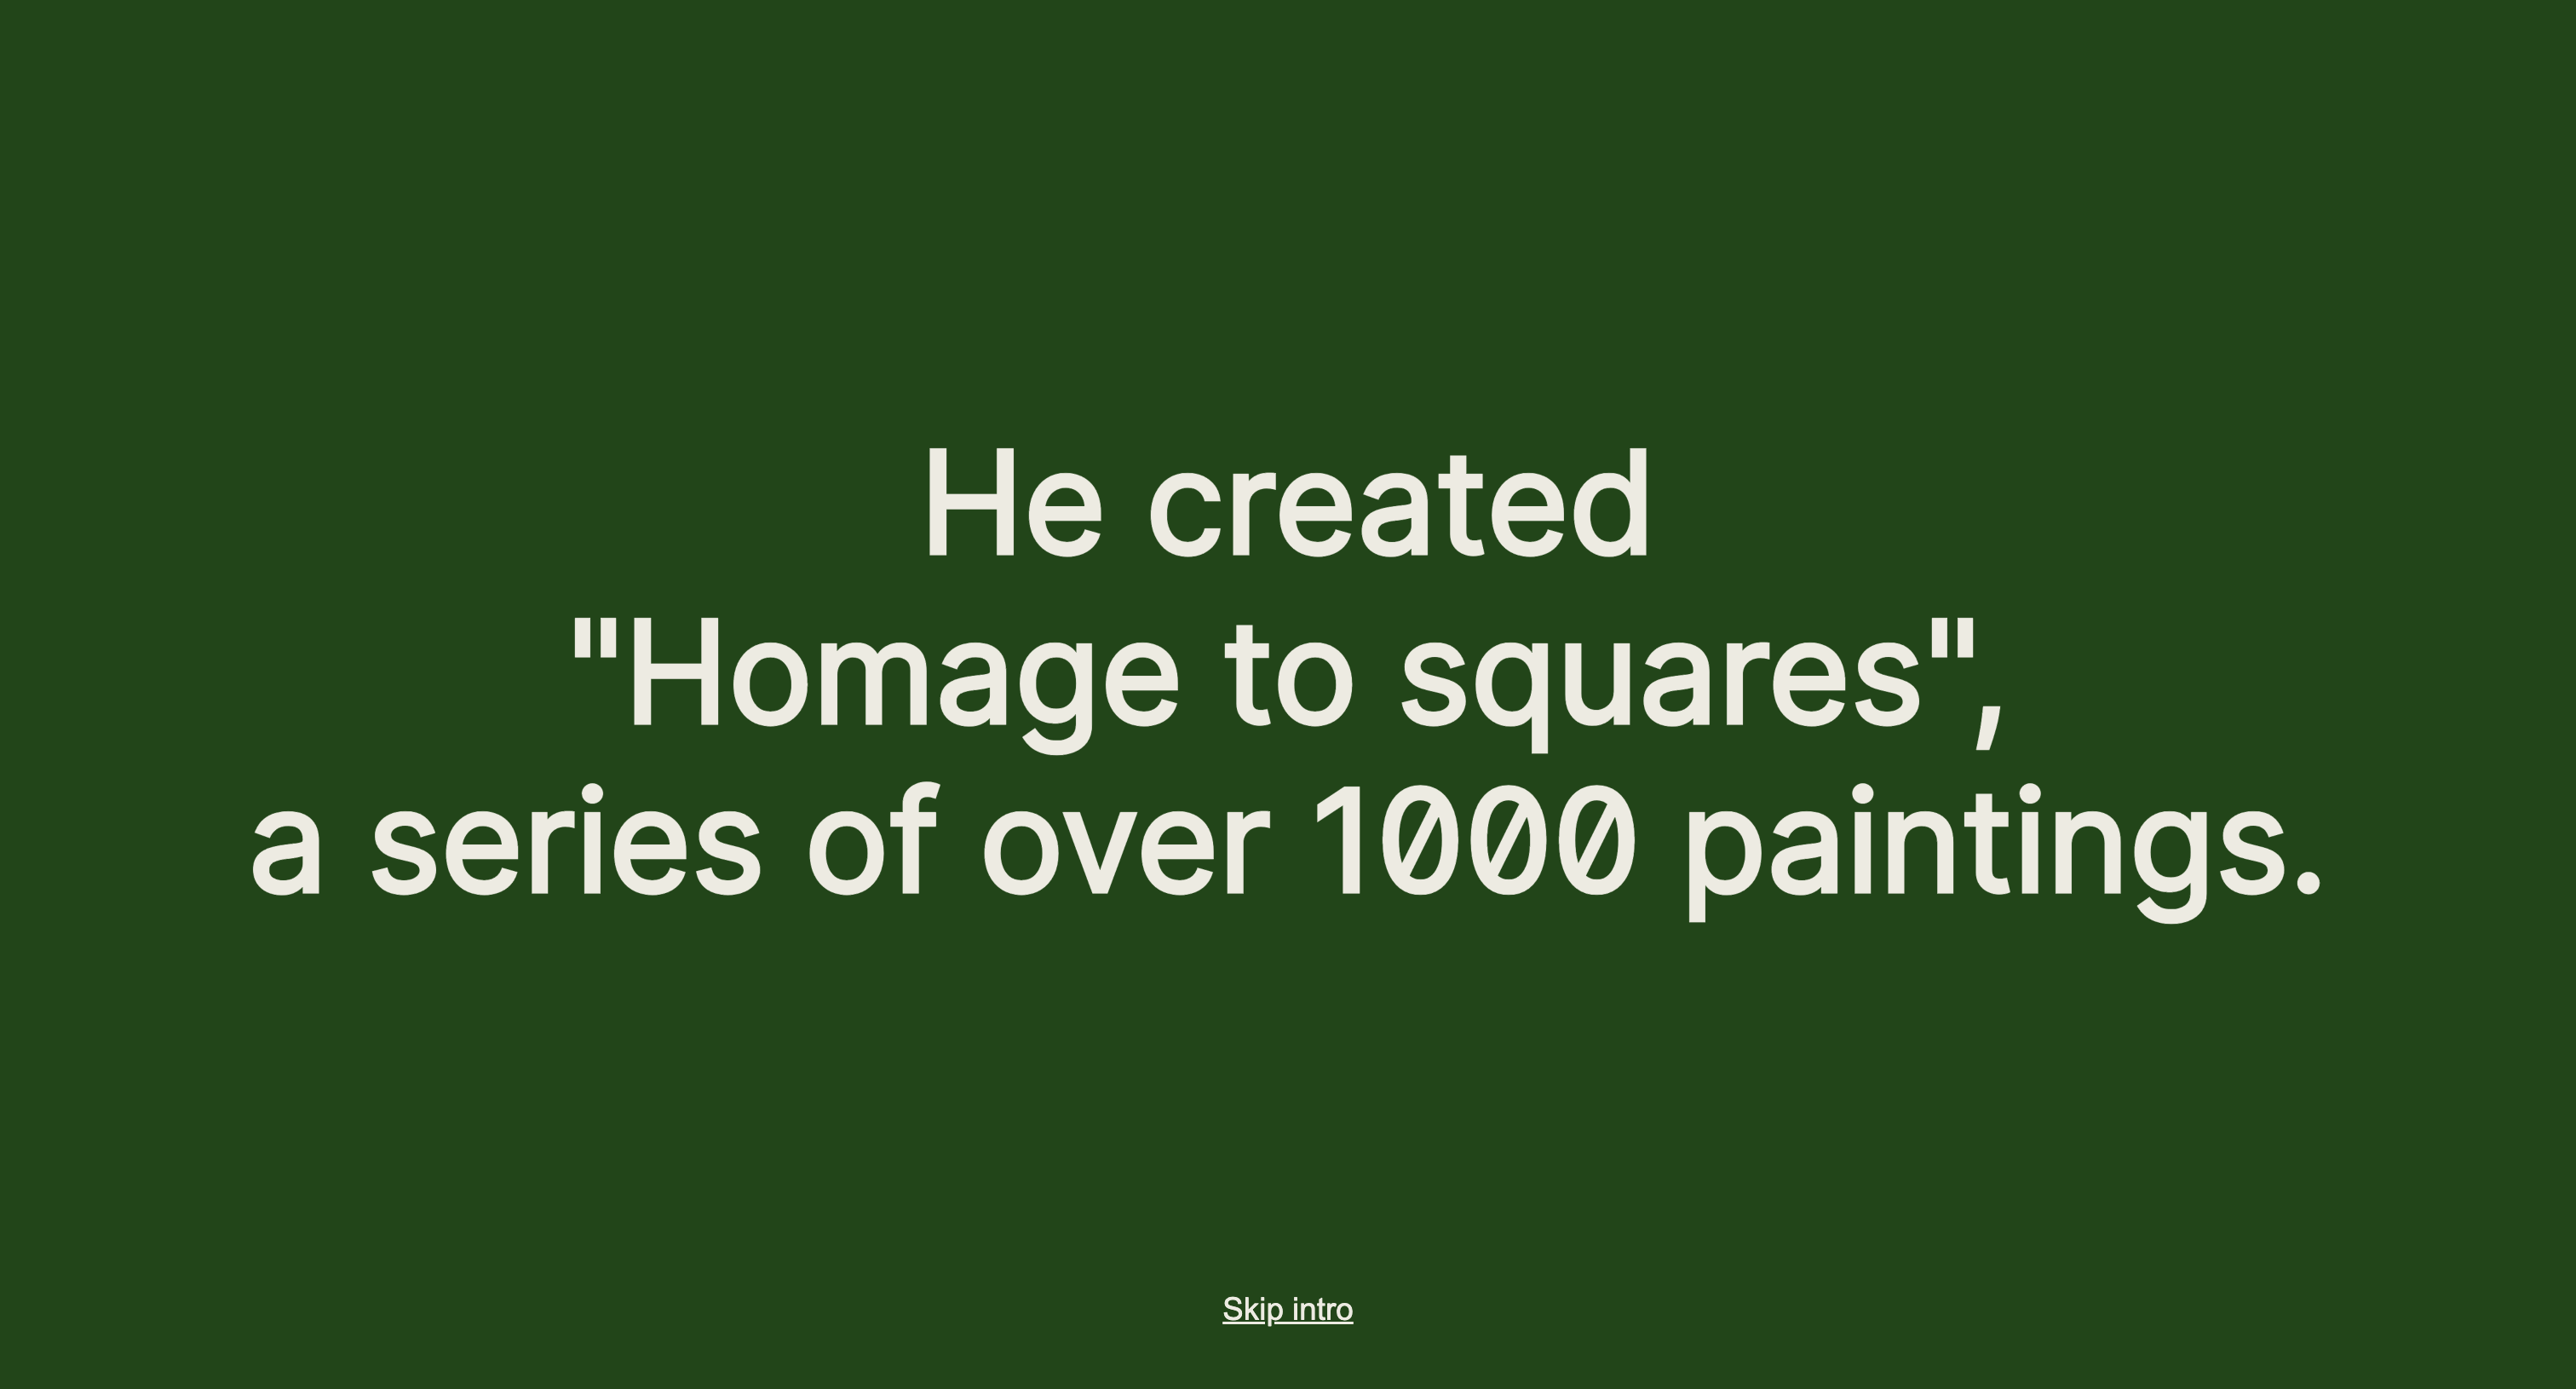 He created
"Homage to squares",
a series of over 1000 paintings.
Skip intro